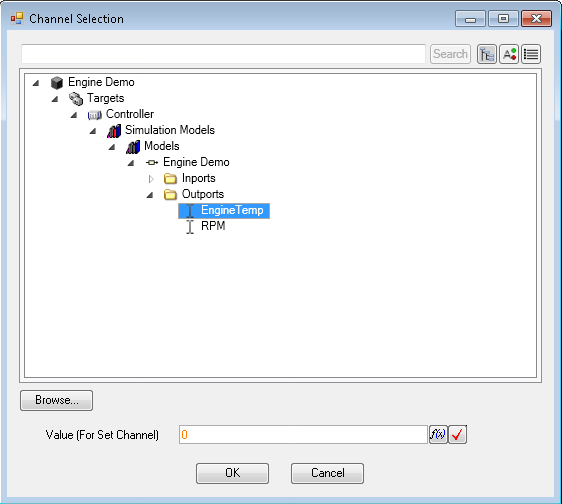 Channel Selection
Search
Engine Demo
Targets
Controller
Simulation Models
Models
Engine Demo
Inports
Outports
EngineTemp
RPM
Browse...
Value (For Set Channel) 0 f(x)
OK Cancel